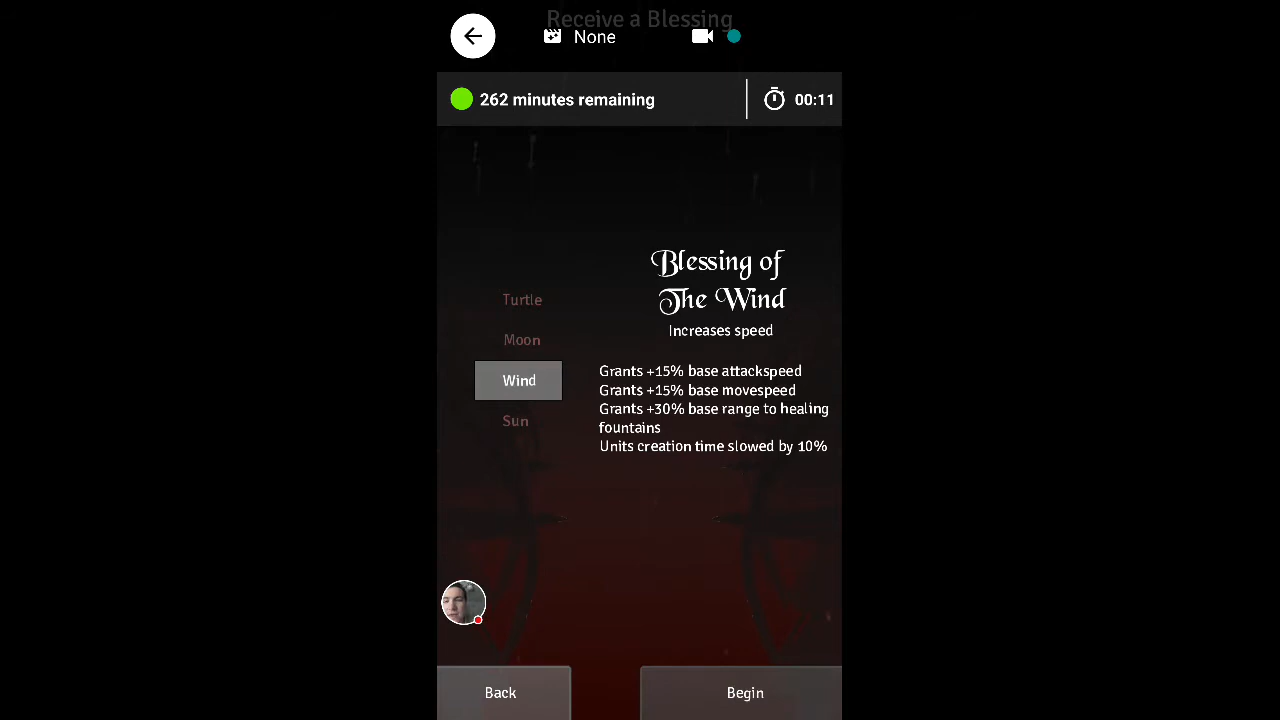 Receive a Blessing
None
262 minutes remaining
00:11
Blessing of
The Wind
Increases speed
Turtle
Moon
Wind
Sun
Grants +15% base attackspeed
Grants +15% base movespeed
Grants +30% base range to healing
fountains
Units creation time slowed by 10%
Back
Begin